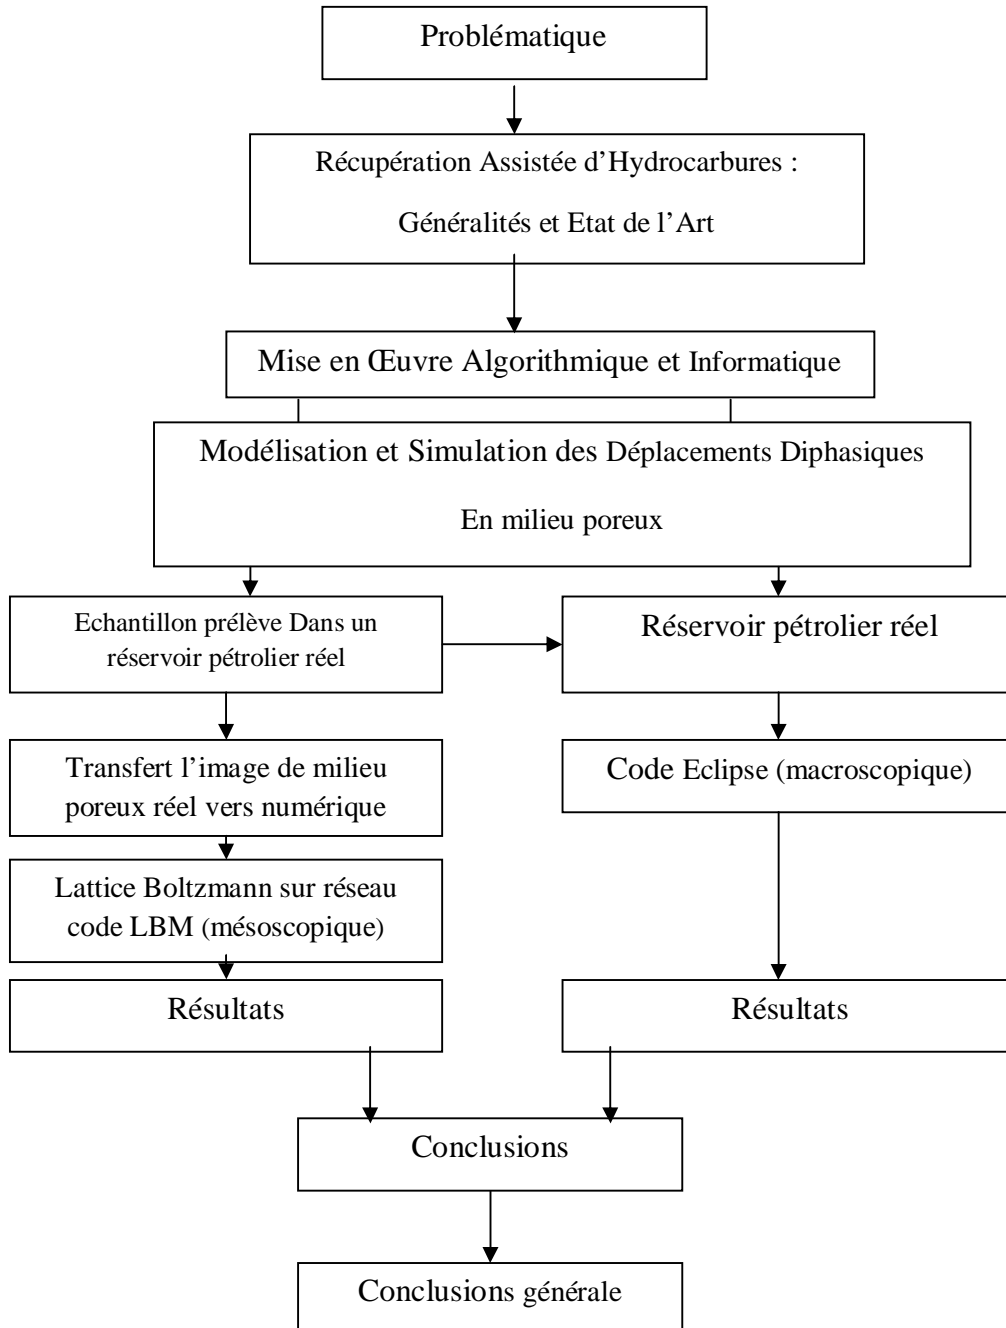 Problématique
Récupération Assistée d’Hydrocarbures :
Généralités et Etat de l’Art
Mise en Œuvre Algorithmique et Informatique
Modélisation et Simulation des Déplacements Diphasiques
En milieu poreux
Echantillon prélève Dans un
réservoir pétrolier réel
Réservoir pétrolier réel
Transfert l’image de milieu
poreux réel vers numérique
Code Eclipse (macroscopique)
Lattice Boltzmann sur réseau
code LBM (mésoscopique)
Résultats
Résultats
Conclusions
Conclusions générale